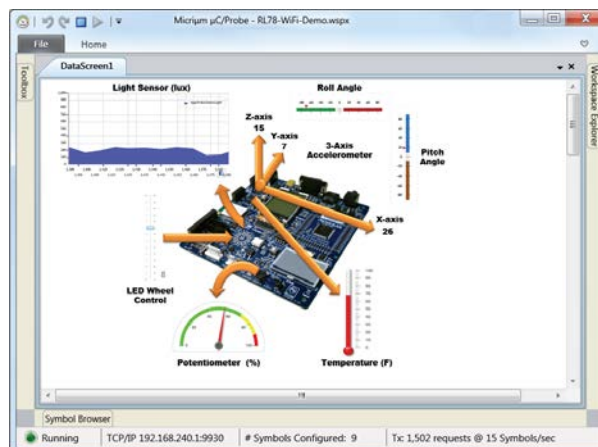 Micriµm µC/Probe - RL78-WiFi-Demo.wspx
File
Home
Toolbox
DataScreen1
Workspace Explorer
Light Sensor (lux)
Roll Angle
Z-axis
15
Y-axis
7
3-Axis
Accelerometer
Pitch
Angle
X-axis
26
LED Wheel
Control
Potentiometer (%)
Temperature (F)
Symbol Browser
Running
TCP/IP 192.168.240.1:9930
# Symbols Configured: 9
Tx: 1,502 requests @ 15 Symbols/sec